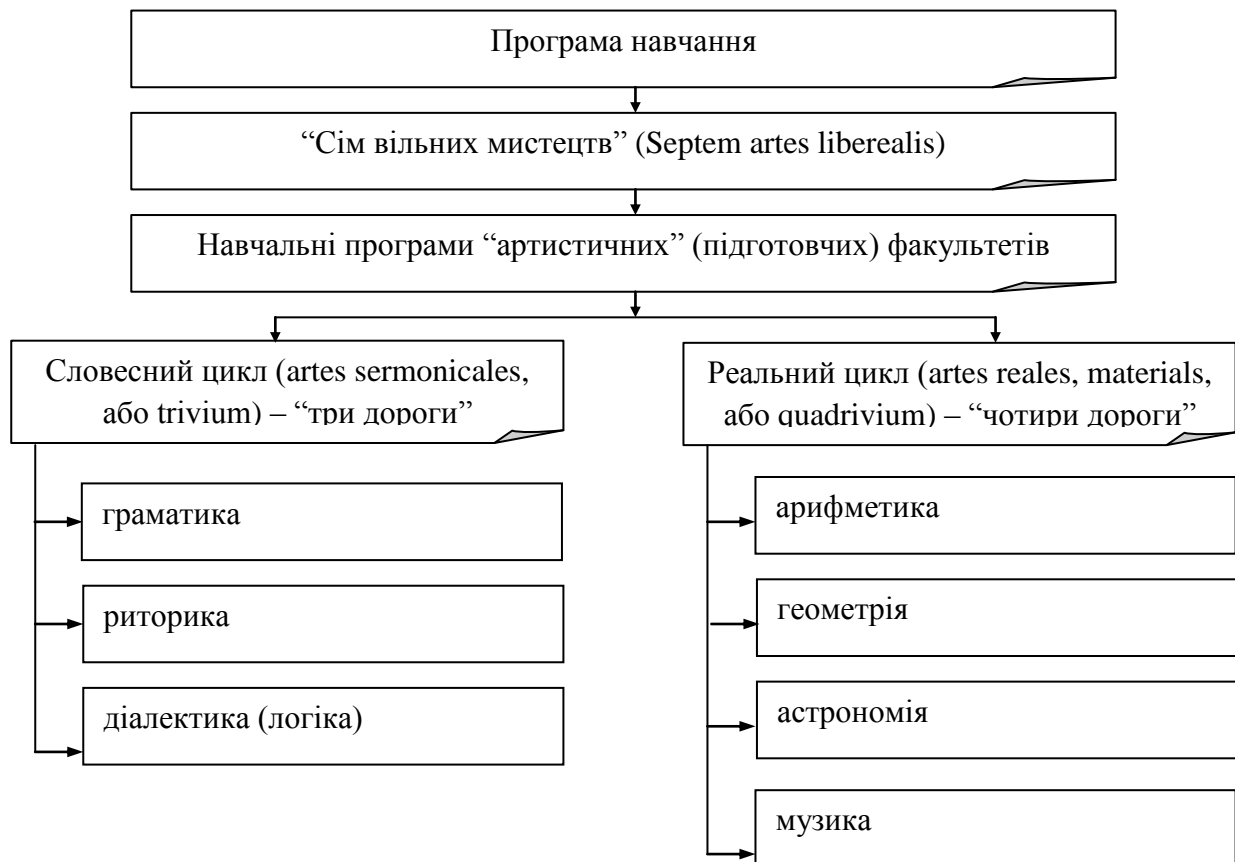 Програма навчання
“Сім вільних мистецтв” (Septem artes liberealis)
Навчальні програми “артистичних” (підготовчих) факультетів
Словесний цикл (artes sermonicales,
або trivium) – “три дороги”
граматика
риторика
діалектика (логіка)
Реальний цикл (artes reales, materials,
або quadrivium) – “чотири дороги”
арифметика
геометрія
астрономія
музика